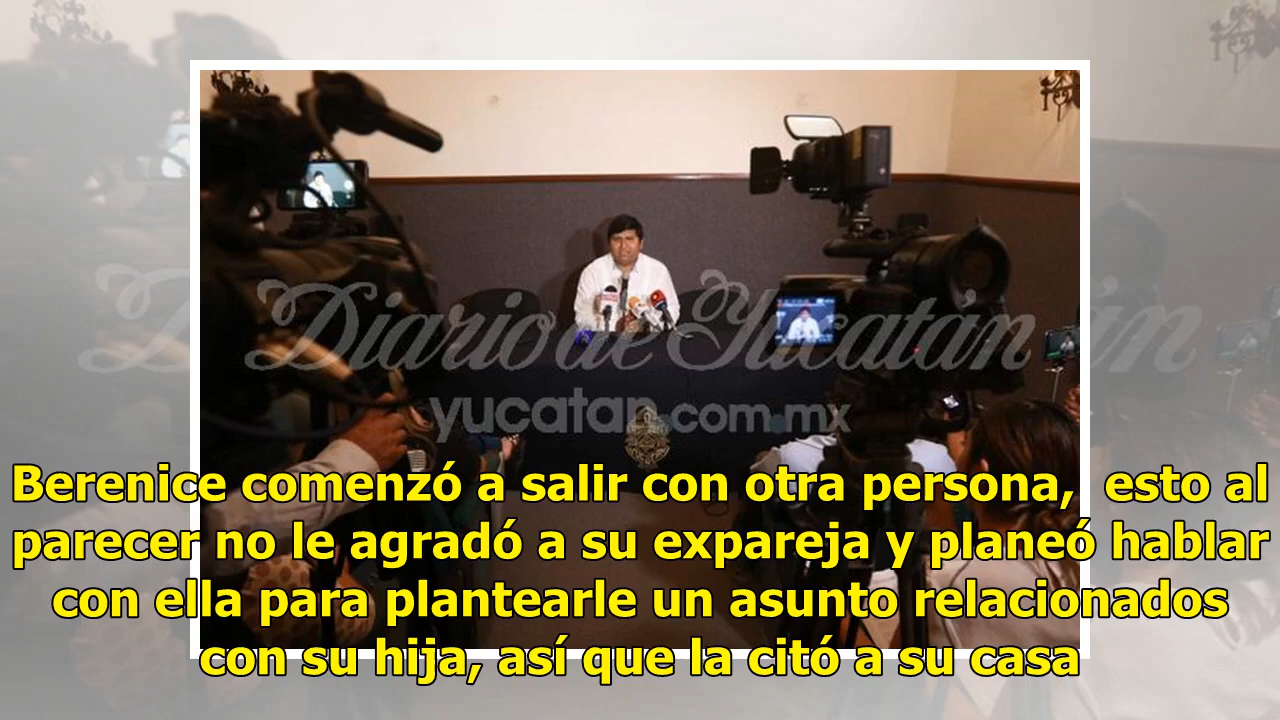 Diario de Yucatán
yucatan.com.mx
Berenice comenzó a salir con otra persona, esto al
parecer no le agradó a su expareja y planeó hablar
con ella para plantearle un asunto relacionados
con su hija, así que la citó a su casa